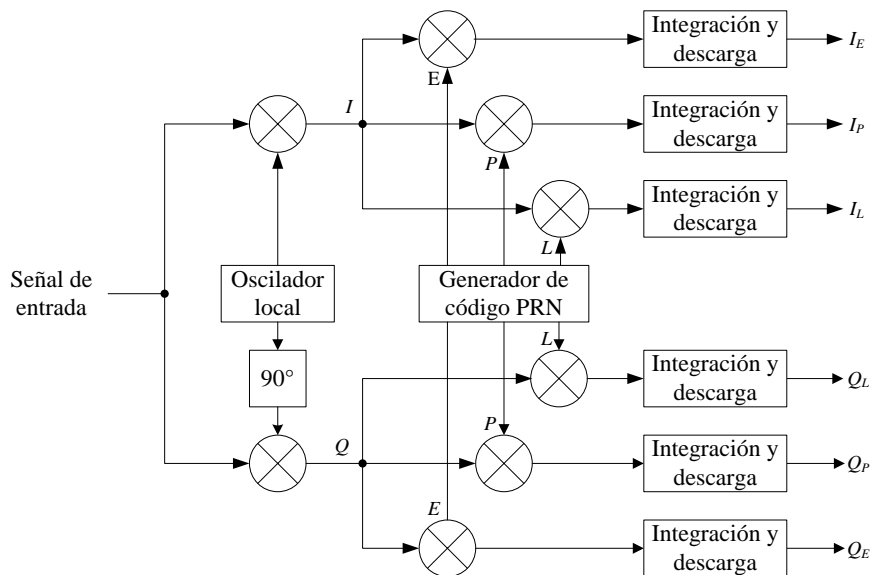 Integración y
descarga
I_E
E
I
Integración y
descarga
I_P
P
Integración y
descarga
I_L
L
Señal de
entrada
Oscilador
local
Generador de
código PRN
L
90°
Integración y
descarga
Q_L
Q
P
Integración y
descarga
Q_P
E
Integración y
descarga
Q_E